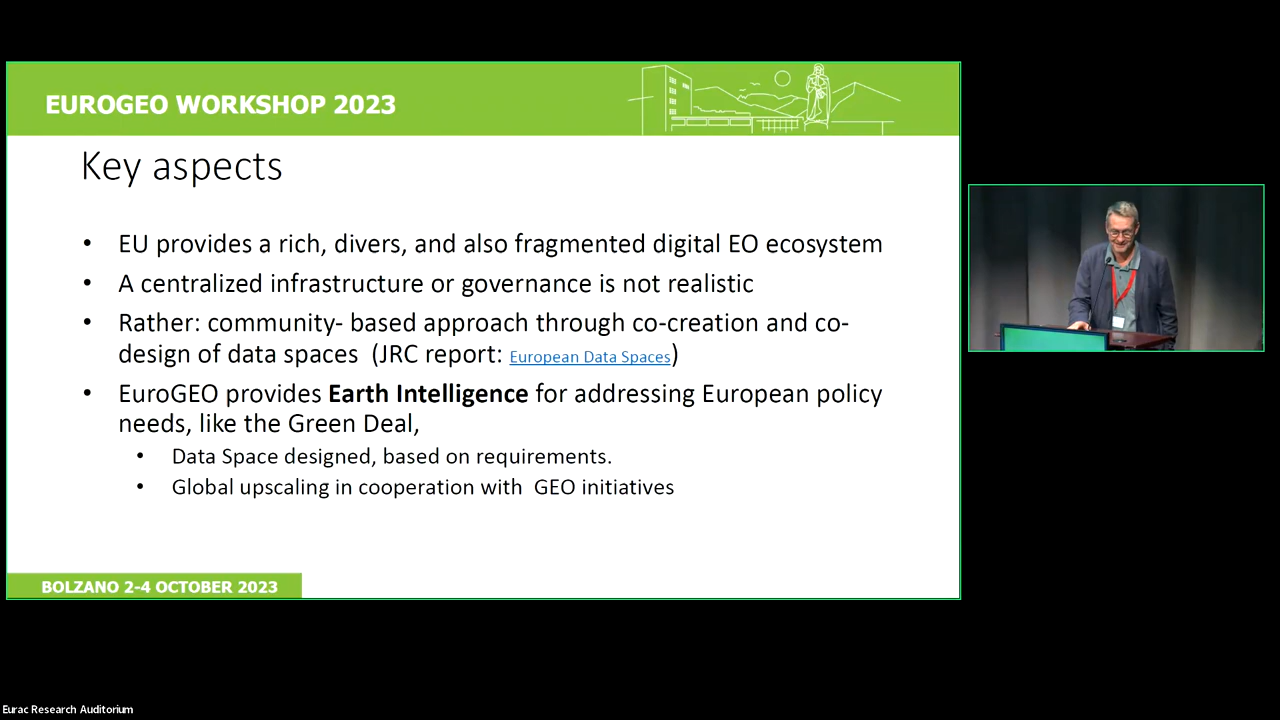 EUROGEO WORKSHOP 2023
Key aspects
• EU provides a rich, divers, and also fragmented digital EO ecosystem
• A centralized infrastructure or governance is not realistic
• Rather: community- based approach through co-creation and co-
design of data spaces (JRC report: European Data Spaces)
• EuroGEO provides Earth Intelligence for addressing European policy
needs, like the Green Deal,
• Data Space designed, based on requirements.
• Global upscaling in cooperation with GEO initiatives
BOLZANO 2-4 OCTOBER 2023
Eurac Research Auditorium